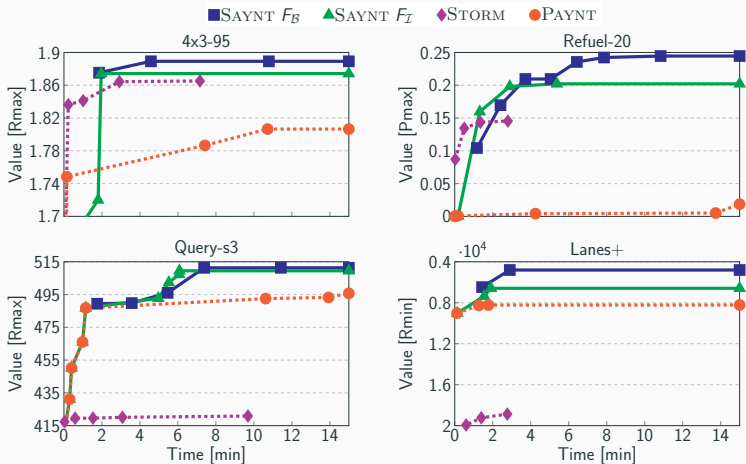 SAYNT F_B SAYNT F_I STORM PAYNT
4x3-95
Value [Rmax]
1.9
1.86
1.82
1.78
1.74
1.7
Refuel-20
Value [Pmax]
0.25
0.2
0.15
0.1
0.05
0
Query-s3
Value [Rmax]
515
495
475
455
435
415
0 2 4 6 8 10 12 14
Time [min]
Lanes+
·10⁴
Value [Rmin]
0.4
0.8
1.2
1.6
2
0 2 4 6 8 10 12 14
Time [min]